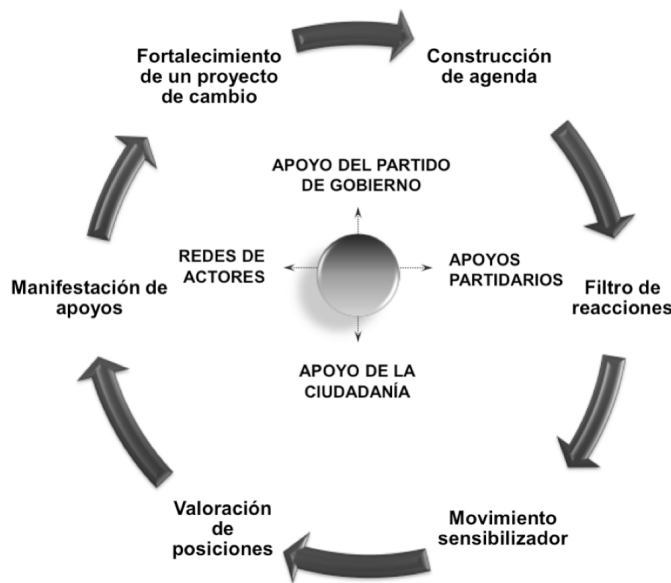 Fortalecimiento
de un proyecto
de cambio
Construcción
de agenda
APOYO DEL PARTIDO
DE GOBIERNO
REDES DE
ACTORES
APOYOS
PARTIDARIOS
Manifestación de
apoyos
Filtro de
reacciones
APOYO DE LA
CIUDADANÍA
Valoración
de
posiciones
Movimiento
sensibilizador